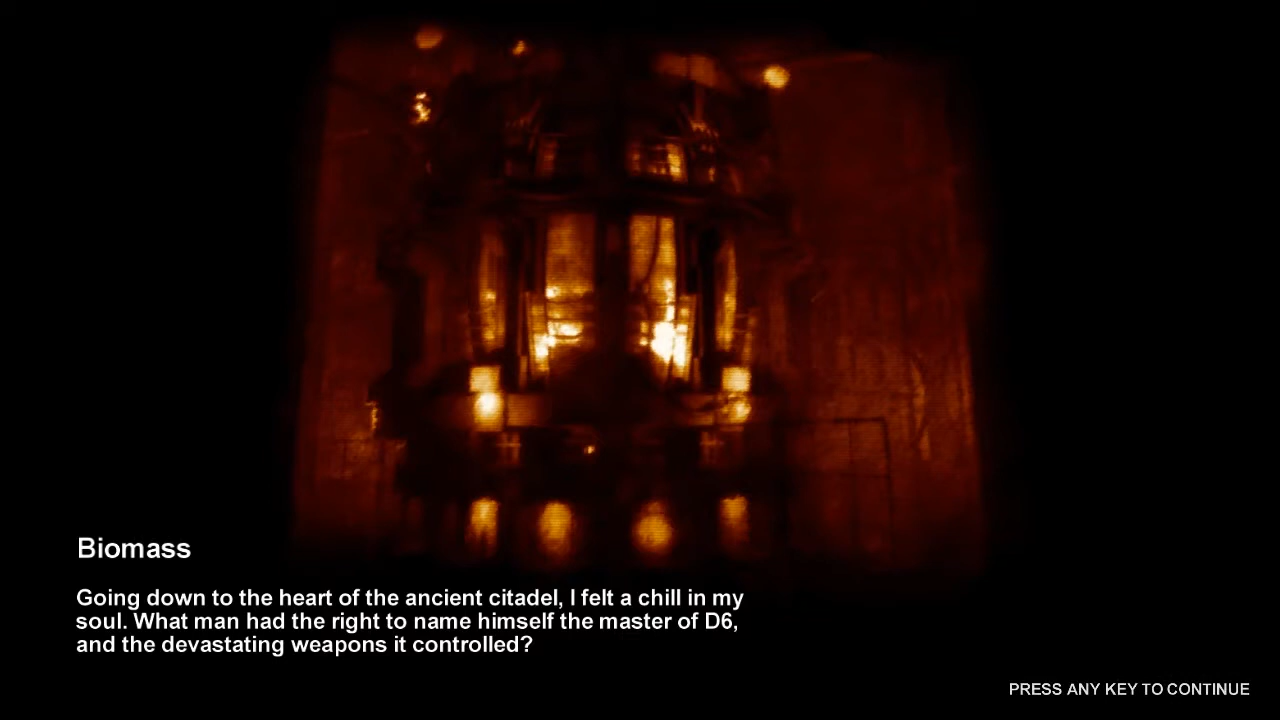 Biomass
Going down to the heart of the ancient citadel, I felt a chill in my
soul. What man had the right to name himself the master of D6,
and the devastating weapons it controlled?
PRESS ANY KEY TO CONTINUE